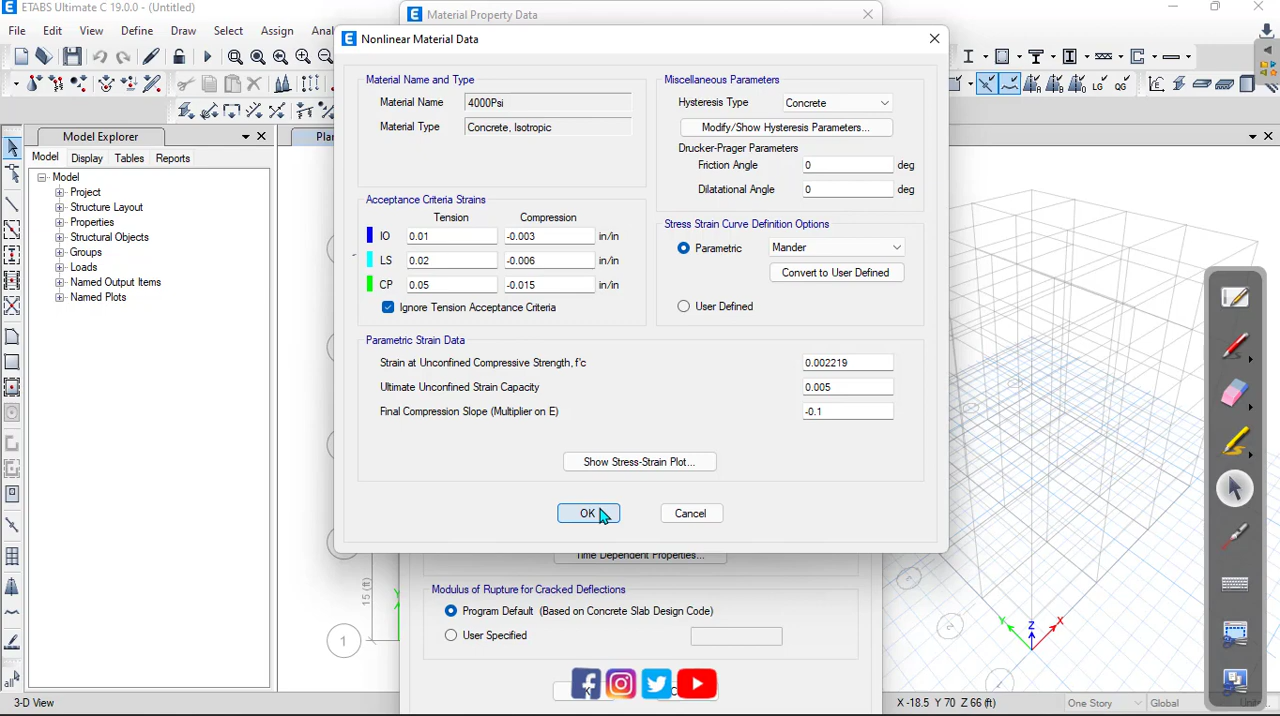 ETABS Ultimate C 19.0.0 - (Untitled)
File Edit View Define Draw Select Assign Anal
Material Property Data
Nonlinear Material Data
Material Name and Type
Material Name 4000Psi
Material Type Concrete, Isotropic
Acceptance Criteria Strains
Tension Compression
IO 0.01 -0.003 in/in
LS 0.02 -0.006 in/in
CP 0.05 -0.015 in/in
Ignore Tension Acceptance Criteria
Miscellaneous Parameters
Hysteresis Type Concrete
Modify/Show Hysteresis Parameters...
Drucker-Prager Parameters
Friction Angle 0 deg
Dilatational Angle 0 deg
Stress Strain Curve Definition Options
Parametric Mander
Convert to User Defined
User Defined
Parametric Strain Data
Strain at Unconfined Compressive Strength, f'c 0.002219
Ultimate Unconfined Strain Capacity 0.005
Final Compression Slope (Multiplier on E) -0.1
Show Stress-Strain Plot...
OK Cancel
Time Dependent Properties...
Modulus of Rupture for Cracked Deflections
Program Default (Based on Concrete Slab Design Code)
User Specified
Model Explorer
Model Display Tables Reports
Model
Project
Structure Layout
Properties
Structural Objects
Groups
Loads
Named Output Items
Named Plots
Plan
15 (ft)
1
LG QG
Y Z X
3-D View
X -18.5 Y 70 Z 66 (ft)
One Story Global Units...
all